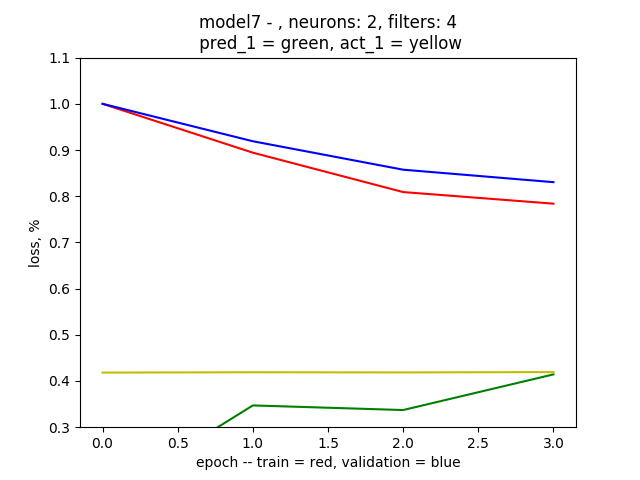 model7 - , neurons: 2, filters: 4
pred_1 = green, act_1 = yellow
1.1
1.0
0.9
0.8
0.7
0.6
0.5
0.4
0.3
loss, %
0.0 0.5 1.0 1.5 2.0 2.5 3.0
epoch -- train = red, validation = blue